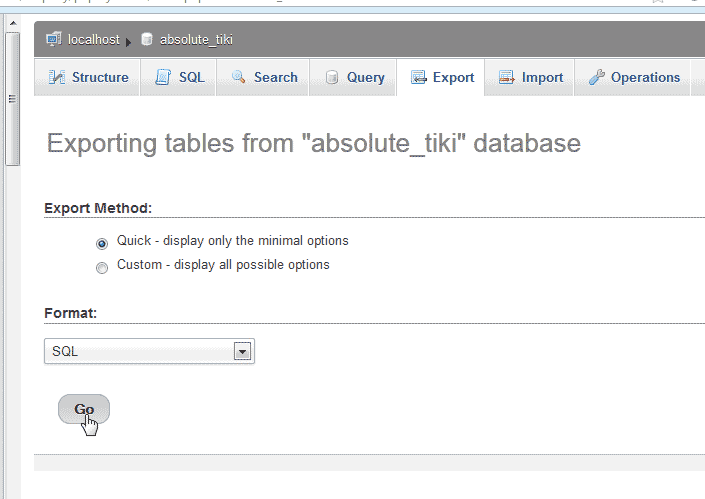 localhost absolute_tiki
Structure SQL Search Query Export Import Operations
Exporting tables from "absolute_tiki" database
Export Method:
Quick - display only the minimal options
Custom - display all possible options
Format:
SQL
Go